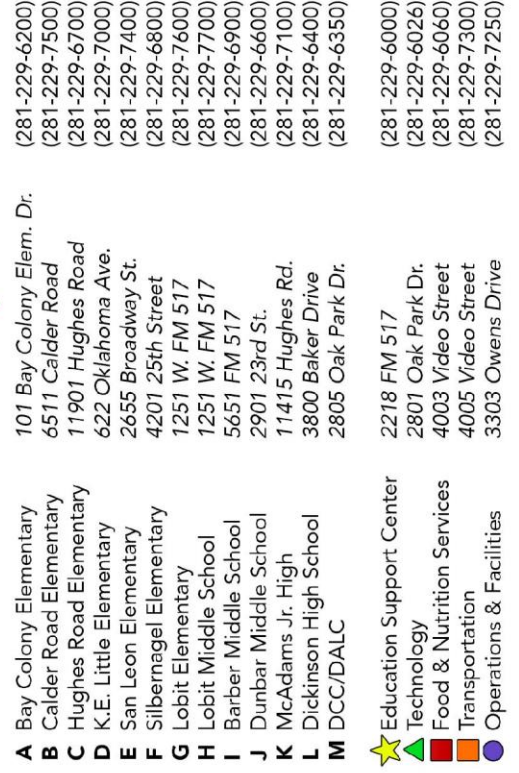 A Bay Colony Elementary 101 Bay Colony Elem. Dr. (281-229-6200)
B Calder Road Elementary 6511 Calder Road (281-229-7500)
C Hughes Road Elementary 11901 Hughes Road (281-229-6700)
D K.E. Little Elementary 622 Oklahoma Ave. (281-229-7000)
E San Leon Elementary 2655 Broadway St. (281-229-7400)
F Silbernagel Elementary 4201 25th Street (281-229-6800)
G Lobit Elementary 1251 W. FM 517 (281-229-7600)
H Lobit Middle School 1251 W. FM 517 (281-229-7700)
I Barber Middle School 5651 FM 517 (281-229-6900)
J Dunbar Middle School 2901 23rd St. (281-229-6600)
K McAdams Jr. High 11415 Hughes Rd. (281-229-7100)
L Dickinson High School 3800 Baker Drive (281-229-6400)
M DCC/DALC 2805 Oak Park Dr. (281-229-6350)
Education Support Center 2218 FM 517 (281-229-6000)
Technology 2801 Oak Park Dr. (281-229-6026)
Food & Nutrition Services 4003 Video Street (281-229-6060)
Transportation 4005 Video Street (281-229-7300)
Operations & Facilities 3303 Owens Drive (281-229-7250)